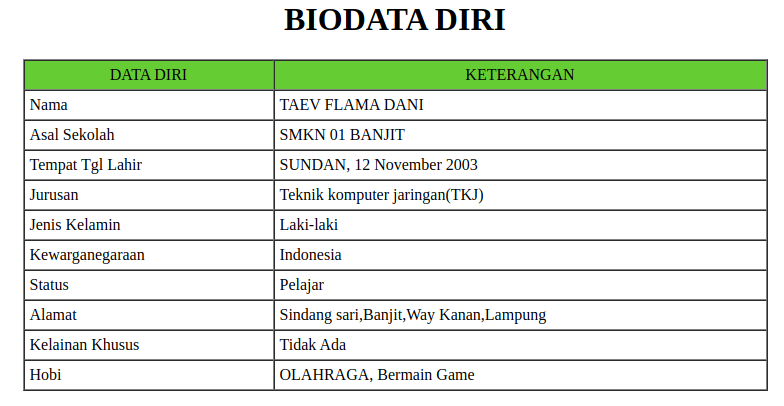 BIODATA DIRI
DATA DIRI KETERANGAN
Nama TAEV FLAMA DANI
Asal Sekolah SMKN 01 BANJIT
Tempat Tgl Lahir SUNDAN, 12 November 2003
Jurusan Teknik komputer jaringan(TKJ)
Jenis Kelamin Laki-laki
Kewarganegaraan Indonesia
Status Pelajar
Alamat Sindang sari,Banjit,Way Kanan,Lampung
Kelainan Khusus Tidak Ada
Hobi OLAHRAGA, Bermain Game